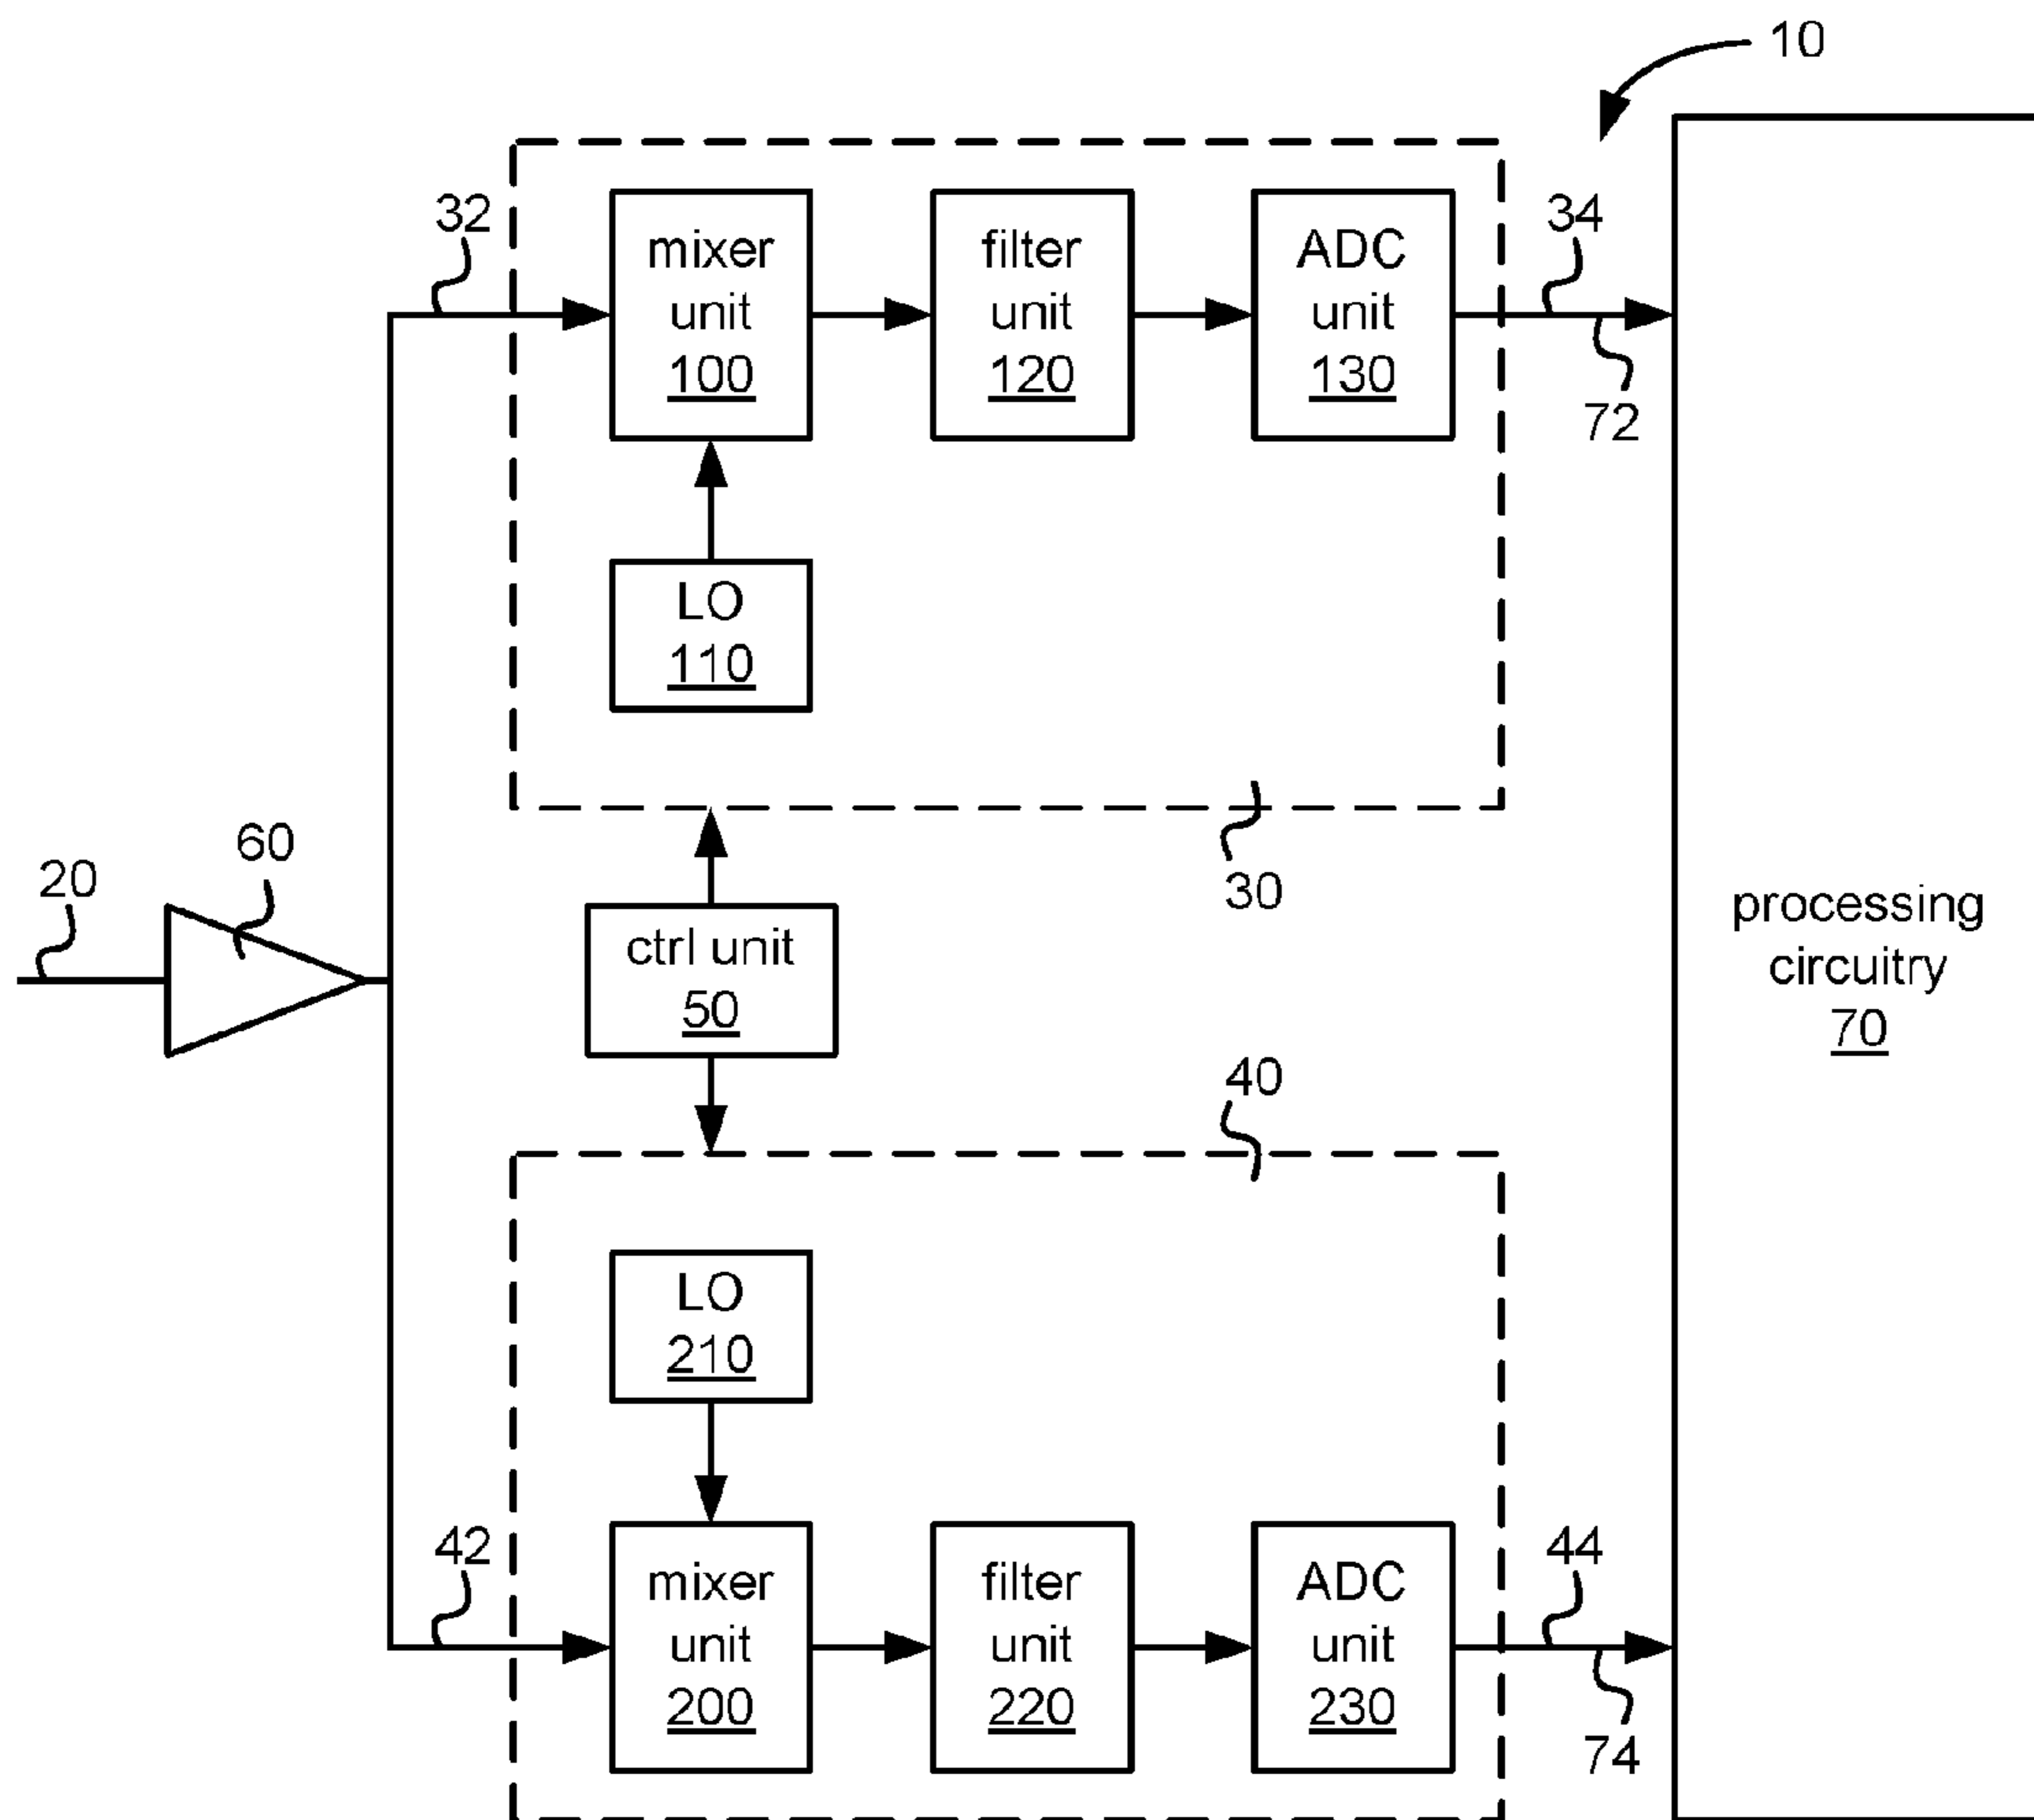 10
32
mixer
unit
100
filter
unit
120
ADC
unit
130
34
72
LO
110
30
20
60
ctrl unit
50
processing
circuitry
70
40
LO
210
42
mixer
unit
200
filter
unit
220
ADC
unit
230
44
74